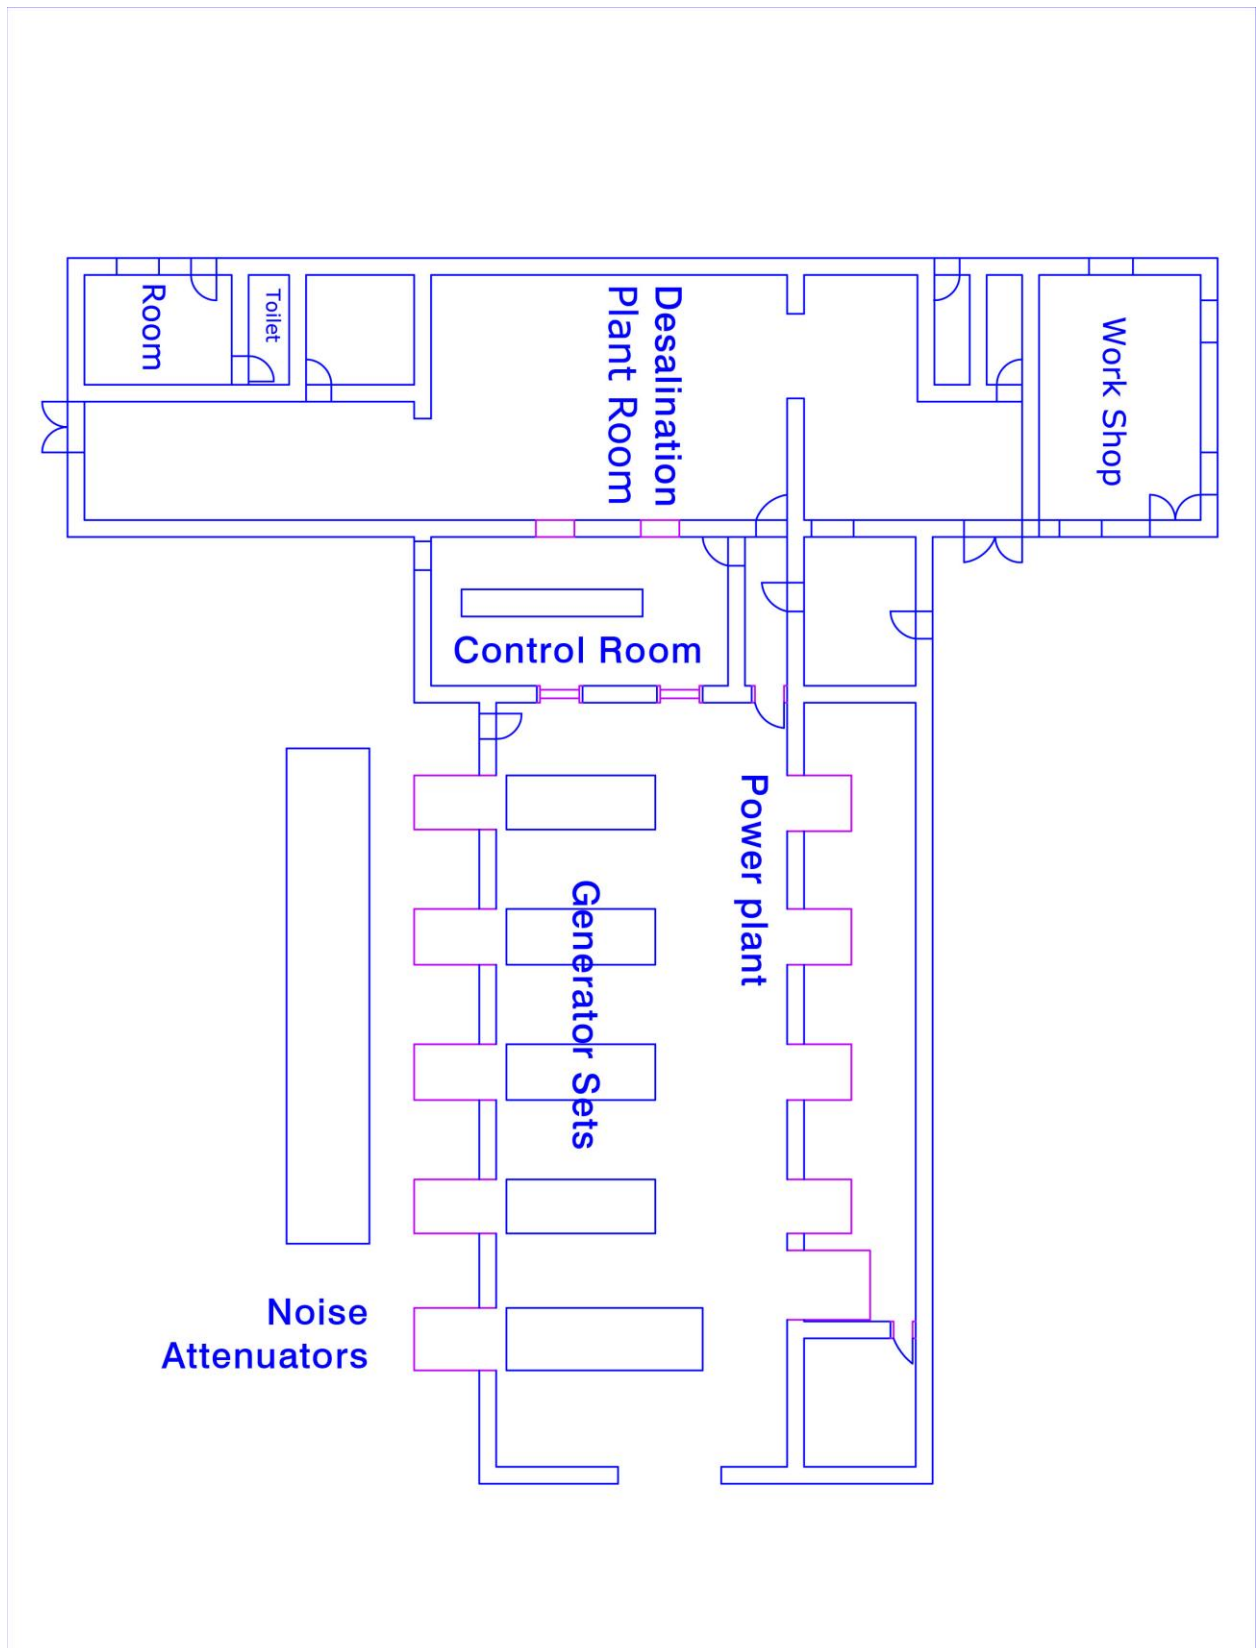 Room
Toilet
Desalination
Plant Room
Work Shop
Control Room
Power plant
Generator Sets
Noise
Attenuators